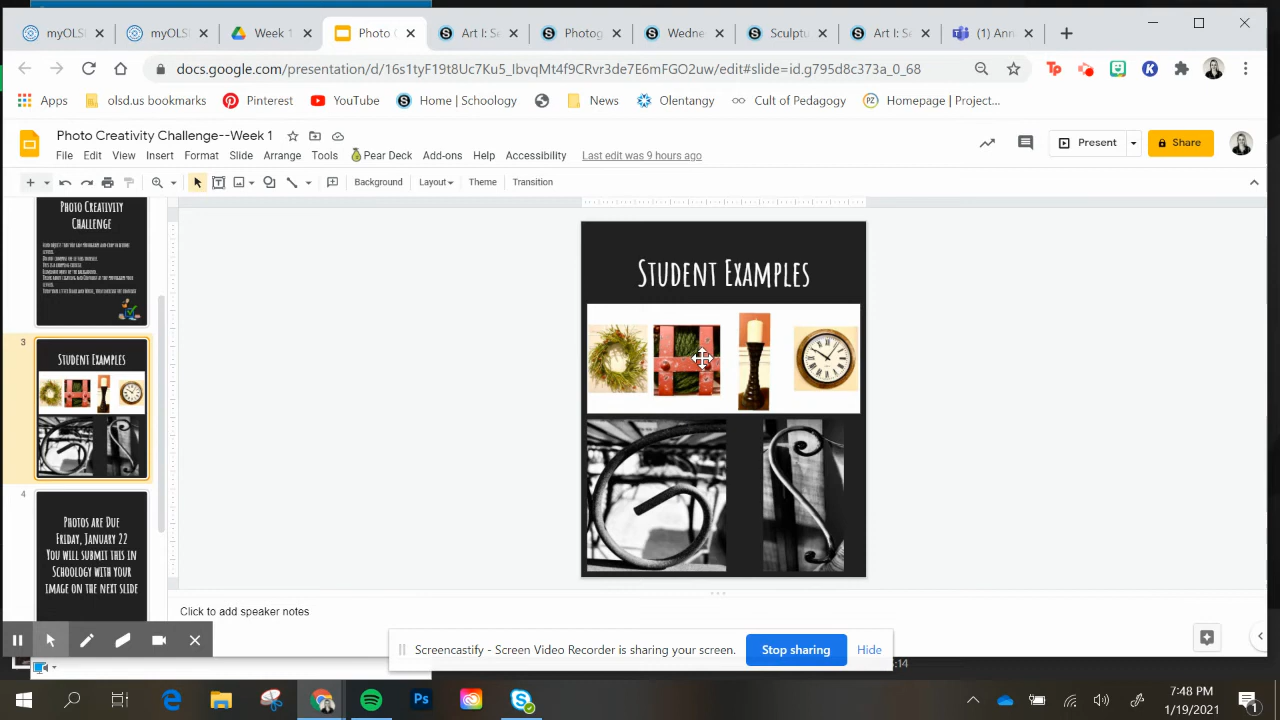 myOLS
myOLS
Week 1
Photo C
Art I: Se
Photog
Wedne
Sculptu
Art I: Se
(1) Ann
docs.google.com/presentation/d/16s1tyF19t8Uc7Ku5_lbvqMt4f9CRvr3de7E6mFGO2uw/edit#slide=id.g795d8c373a_0_68
Apps
olsd.us bookmarks
Pinterest
YouTube
Home | Schoology
News
Olentangy
Cult of Pedagogy
Homepage | Project...
Photo Creativity Challenge--Week 1
Present
Share
File Edit View Insert Format Slide Arrange Tools Pear Deck Add-ons Help Accessibility Last edit was 9 hours ago
Background Layout Theme Transition
Photo Creativity
Challenge
3
Student Examples
4
Photos are Due
Friday, January 22
You will submit this in
Schoology with your
image on the next slide
Student Examples
Click to add speaker notes
Screencastify - Screen Video Recorder is sharing your screen.
Stop sharing
Hide
:14
7:48 PM
1/19/2021
1